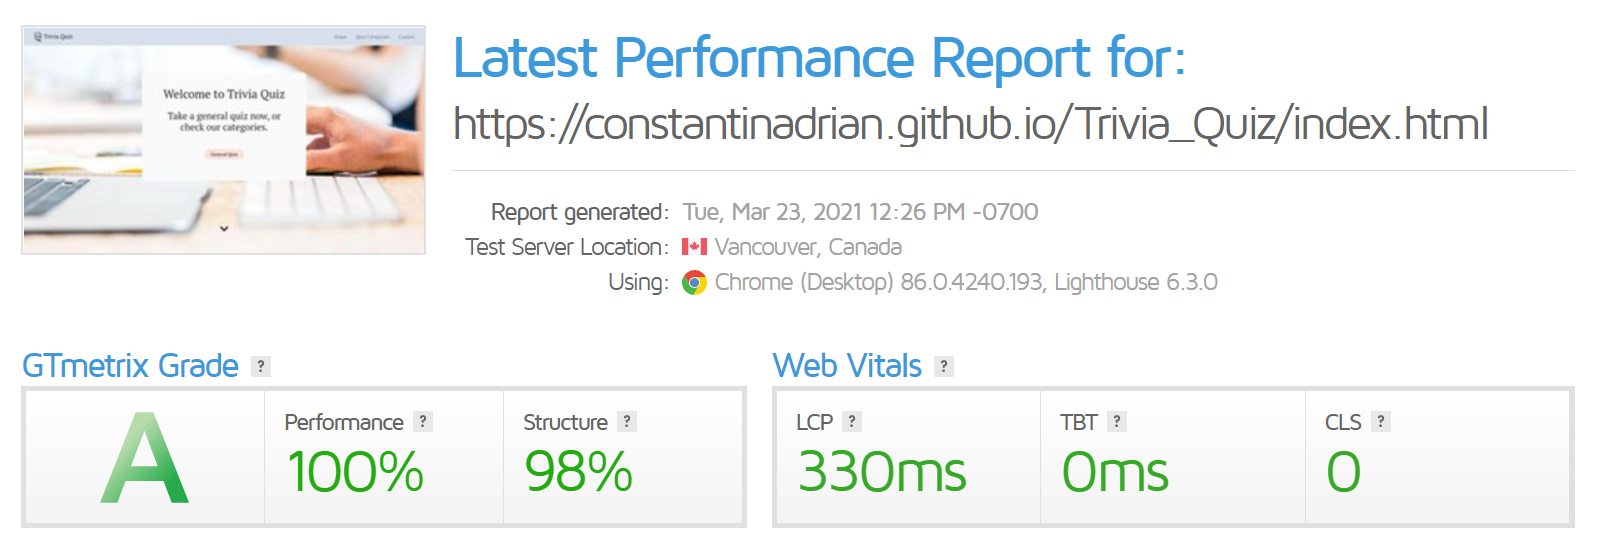 Trivia Quiz
Welcome to Trivia Quiz
Take a general quiz now, or
check our categories.
General Quiz
Latest Performance Report for:
https://constantinadrian.github.io/Trivia_Quiz/index.html
Report generated: Tue, Mar 23, 2021 12:26 PM -0700
Test Server Location: Vancouver, Canada
Using: Chrome (Desktop) 86.0.4240.193, Lighthouse 6.3.0
GTmetrix Grade ?
A
Performance ?
100%
Structure ?
98%
Web Vitals ?
LCP ?
330ms
TBT ?
0ms
CLS ?
0